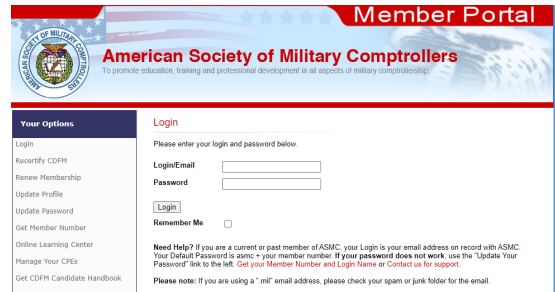 Member Portal
SOCIETY OF MILITARY COMPTROLLERS
American Society of Military Comptrollers
To promote education, training and professional development in all aspects of military comptrollership.
Your Options
Login
Recertify CDFM
Renew Membership
Update Profile
Update Password
Get Member Number
Online Learning Center
Manage Your CPEs
Get CDFM Candidate Handbook
Login
Please enter your login and password below.
Login/Email
Password
Login
Remember Me
Need Help? If you are a current or past member of ASMC, your Login is your email address on record with ASMC.
Your Default Password is asmc + your member number. If your password does not work, use the "Update Your
Password" link to the left. Get your Member Number and Login Name or Contact us for support.
Please note: If you are using a ".mil" email address, please check your spam or junk folder for the email.